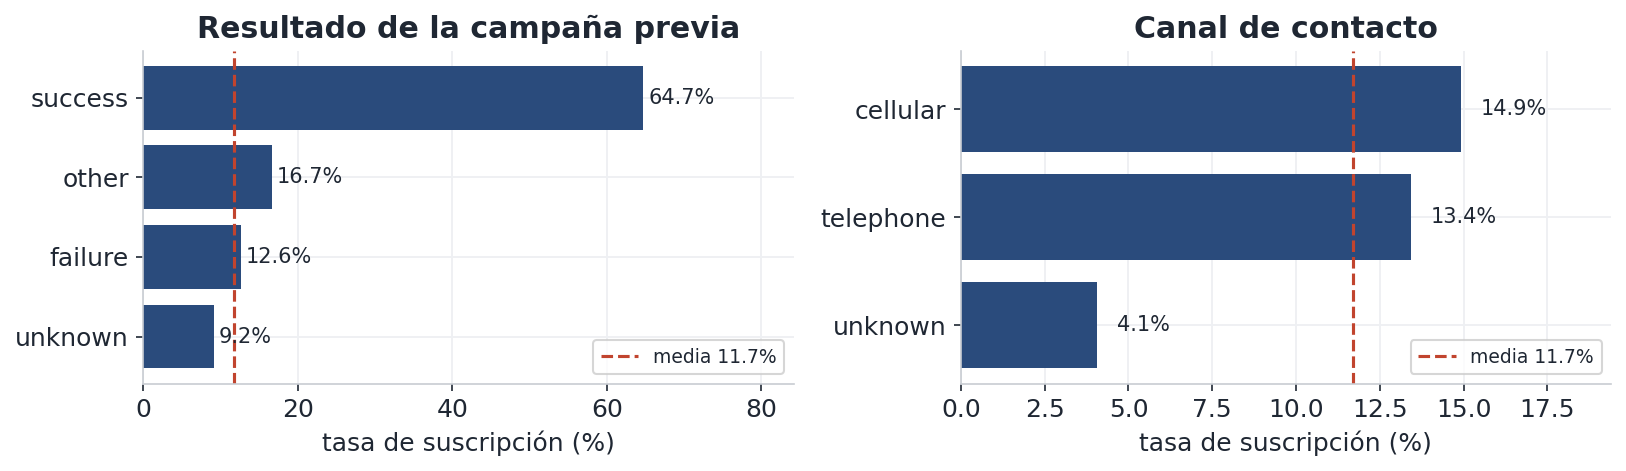 Resultado de la campaña previa
success
64.7%
other
16.7%
failure
12.6%
unknown
9.2%
media 11.7%
0 20 40 60 80
tasa de suscripción (%)
Canal de contacto
cellular
14.9%
telephone
13.4%
unknown
4.1%
media 11.7%
0.0 2.5 5.0 7.5 10.0 12.5 15.0 17.5
tasa de suscripción (%)